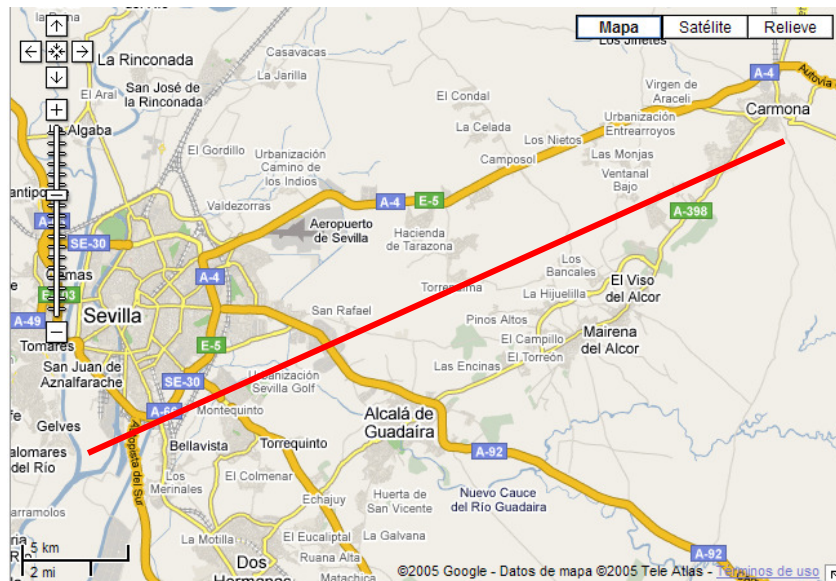 Mapa Satélite Relieve
La Rinconada
Casavacas
La Jarilla
San José de
la Rinconada
El Aral
A-4
Autovía
Virgen de
Araceli
Carmona
El Condal
La Celada
Urbanización
Entrearroyos
Los Nietos
Camposol
Las Monjas
Ventanal
Bajo
El Gordillo
Urbanización
Camino de
los Indios
Valdezorras
A-4 E-5
A-398
Aeropuerto
de Sevilla
Hacienda
de Tarazona
SE-30
A-4
Los
Bancales
El Viso
del Alcor
La Hijuelilla
San Rafael
Sevilla
A-49
Pinos Altos
Mairena
del Alcor
El Campillo
El Torreón
Las Encinas
Tomares
E-5
San Juan de
Aznalfarache
SE-30
Urbanización
Sevilla Golf
Montequinto
Alcalá de
Guadaíra
Gelves
Bellavista
Torrequinto
A-92
del Río
Autopista del Sur
Los
Merinales
El Colmenar
Echajuy
Huerta de
San Vicente
Nuevo Cauce
del Río Guadaira
La Motilla
El Eucaliptal
La Galvana
Dos
Ruana Alta
A-92
5 km
2 mi
©2005 Google - Datos de mapa ©2005 Tele Atlas - Términos de uso